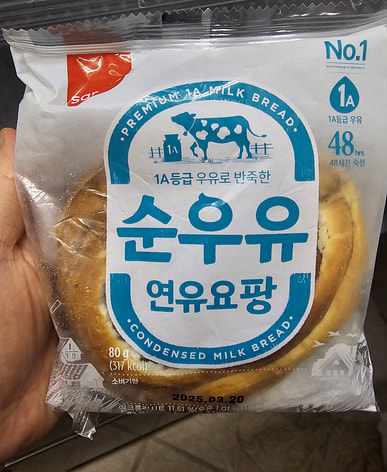 No.1
PREMIUM 1A MILK BREAD
1A
1A등급 우유
48 hrs
48시간 숙성
1A
1A등급 우유로 반죽한
순우유
연유요팡
CONDENSED MILK BREAD
80 g
(317 kcal)
소비기한
2025.03.20